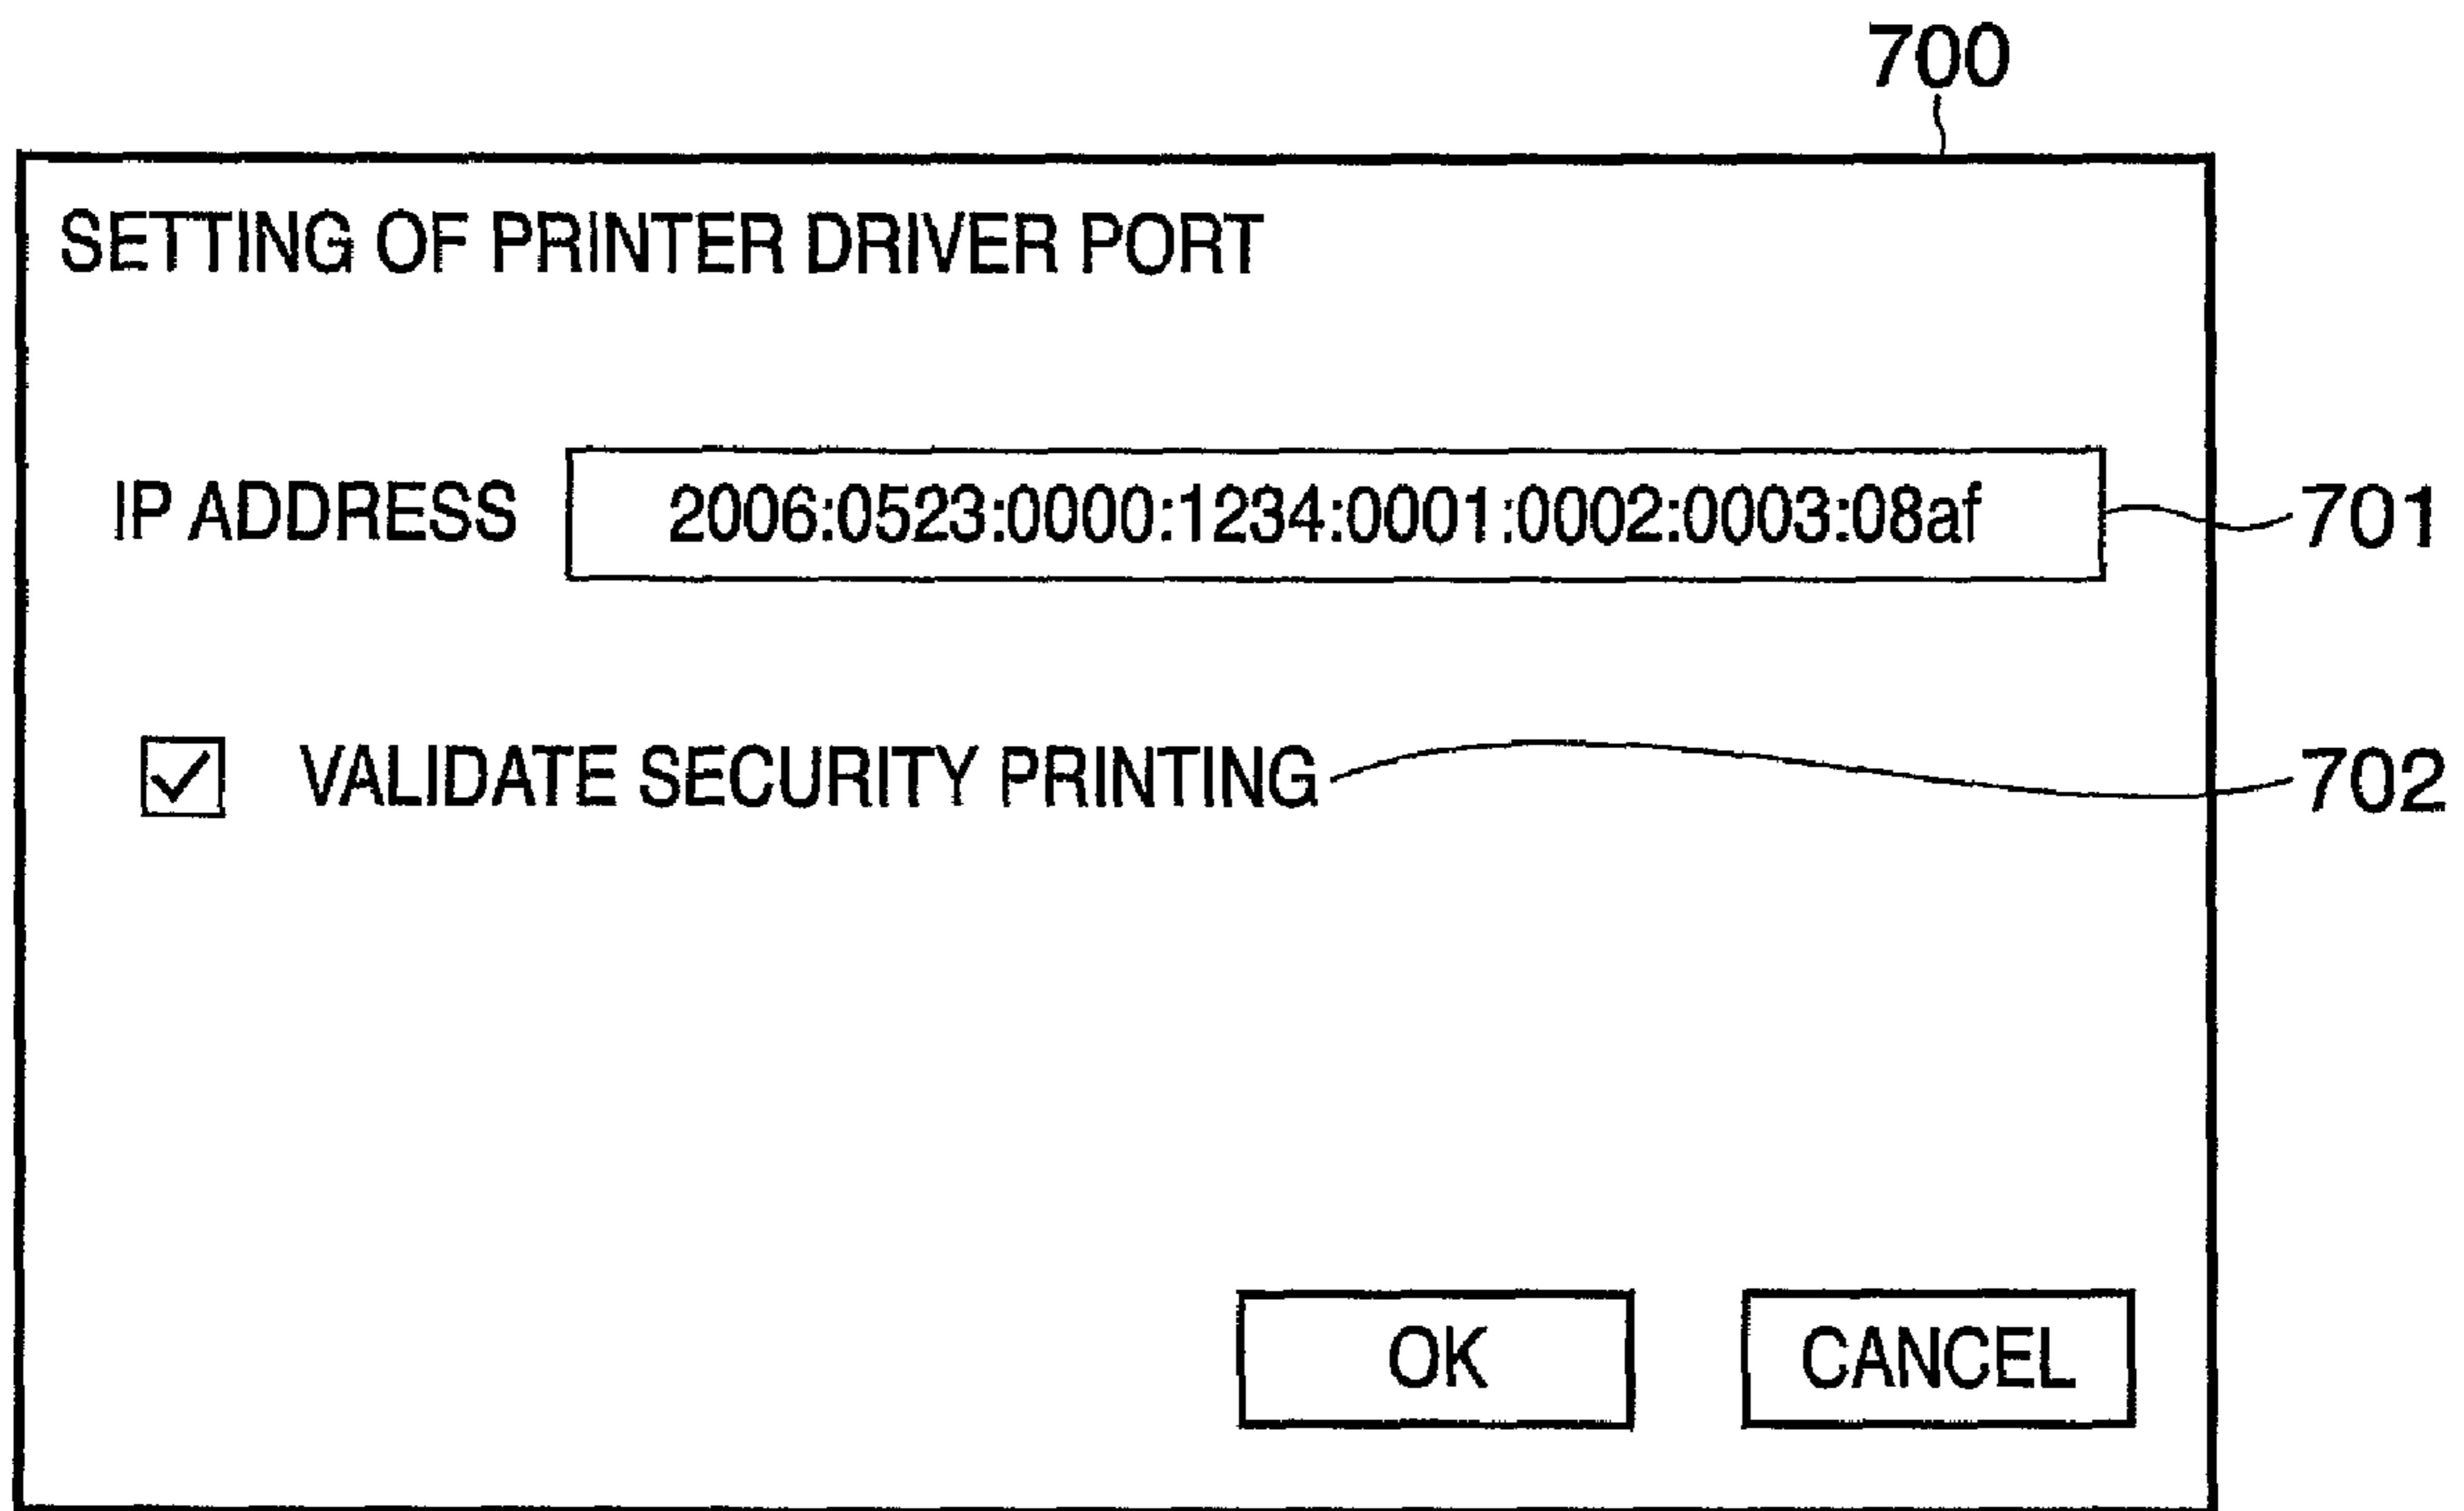 700
SETTING OF PRINTER DRIVER PORT
IP ADDRESS 2006:0523:0000:1234:0001:0002:0003:08af 701
VALIDATE SECURITY PRINTING 702
OK CANCEL